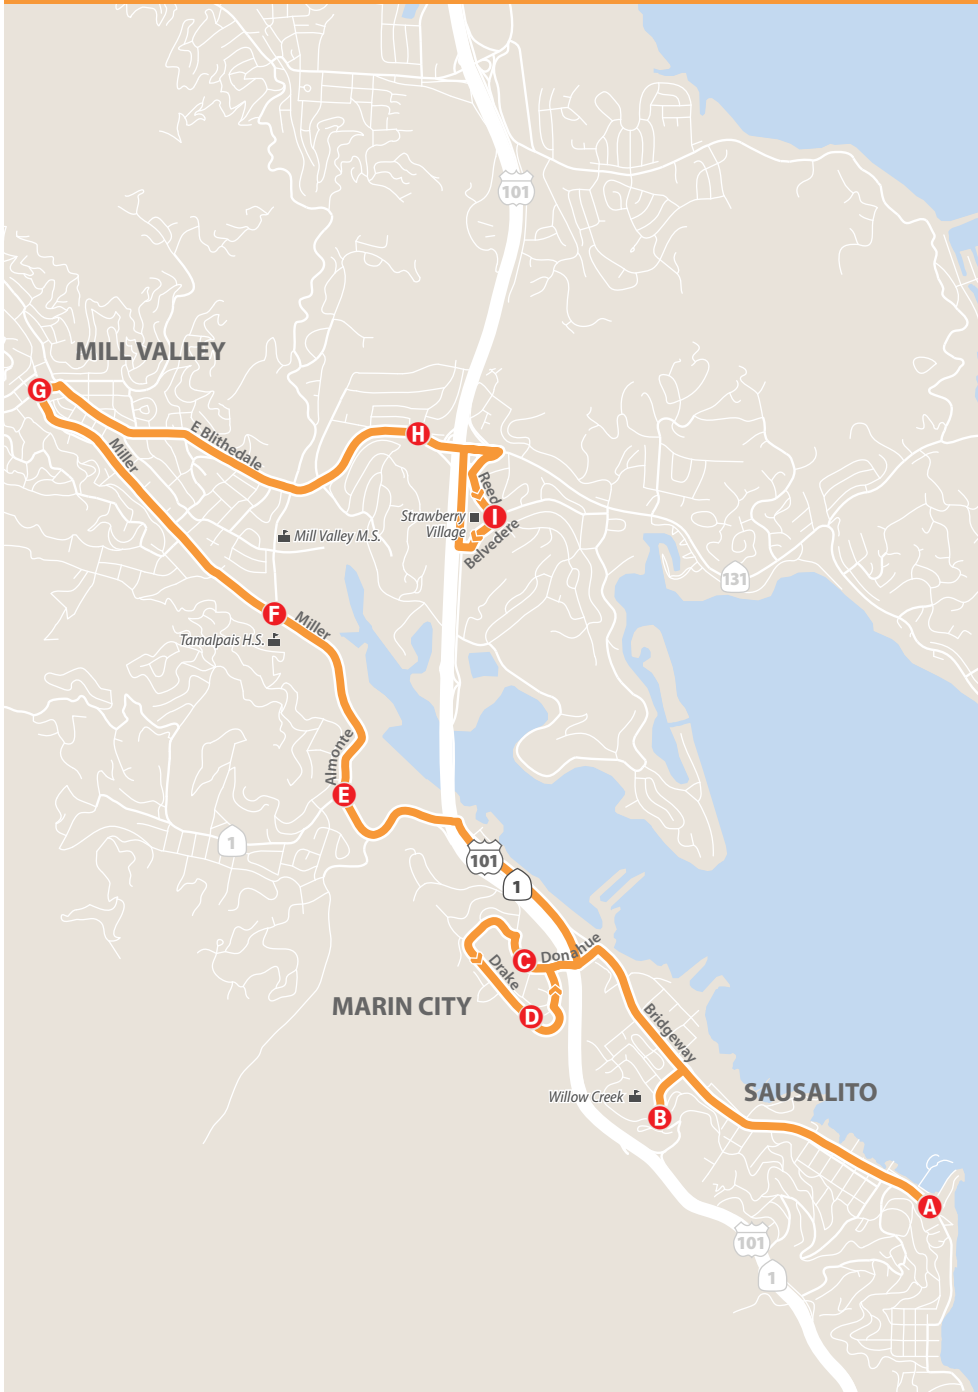 101
MILL VALLEY
G
E Blithedale
H
Miller
Reed
Strawberry
Village
I
Belvedere
Mill Valley M.S.
131
F
Miller
Tamalpais H.S.
Almonte
E
1
101
1
Donahue
C
Drake
MARIN CITY
D
Bridgeway
Willow Creek
SAUSALITO
B
A
101
1